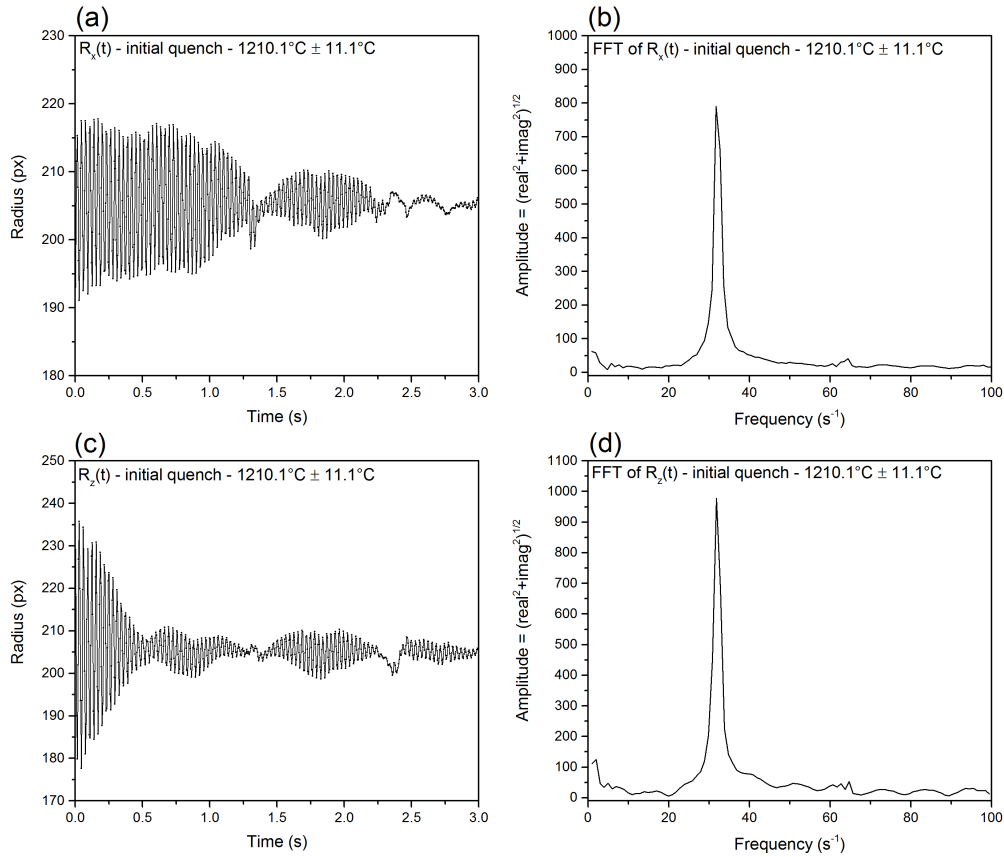 (a)
R_x(t) - initial quench - 1210.1°C ± 11.1°C
230
220
210
200
190
180
Radius (px)
0.0 0.5 1.0 1.5 2.0 2.5 3.0
Time (s)
(b)
FFT of R_x(t) - initial quench - 1210.1°C ± 11.1°C
1000
900
800
700
600
500
400
300
200
100
0
Amplitude = (real²+imag²)^1/2
0 20 40 60 80 100
Frequency (s⁻¹)
(c)
R_z(t) - initial quench - 1210.1°C ± 11.1°C
250
240
230
220
210
200
190
180
170
Radius (px)
0.0 0.5 1.0 1.5 2.0 2.5 3.0
Time (s)
(d)
FFT of R_z(t) - initial quench - 1210.1°C ± 11.1°C
1100
1000
900
800
700
600
500
400
300
200
100
0
Amplitude = (real²+imag²)^1/2
0 20 40 60 80 100
Frequency (s⁻¹)